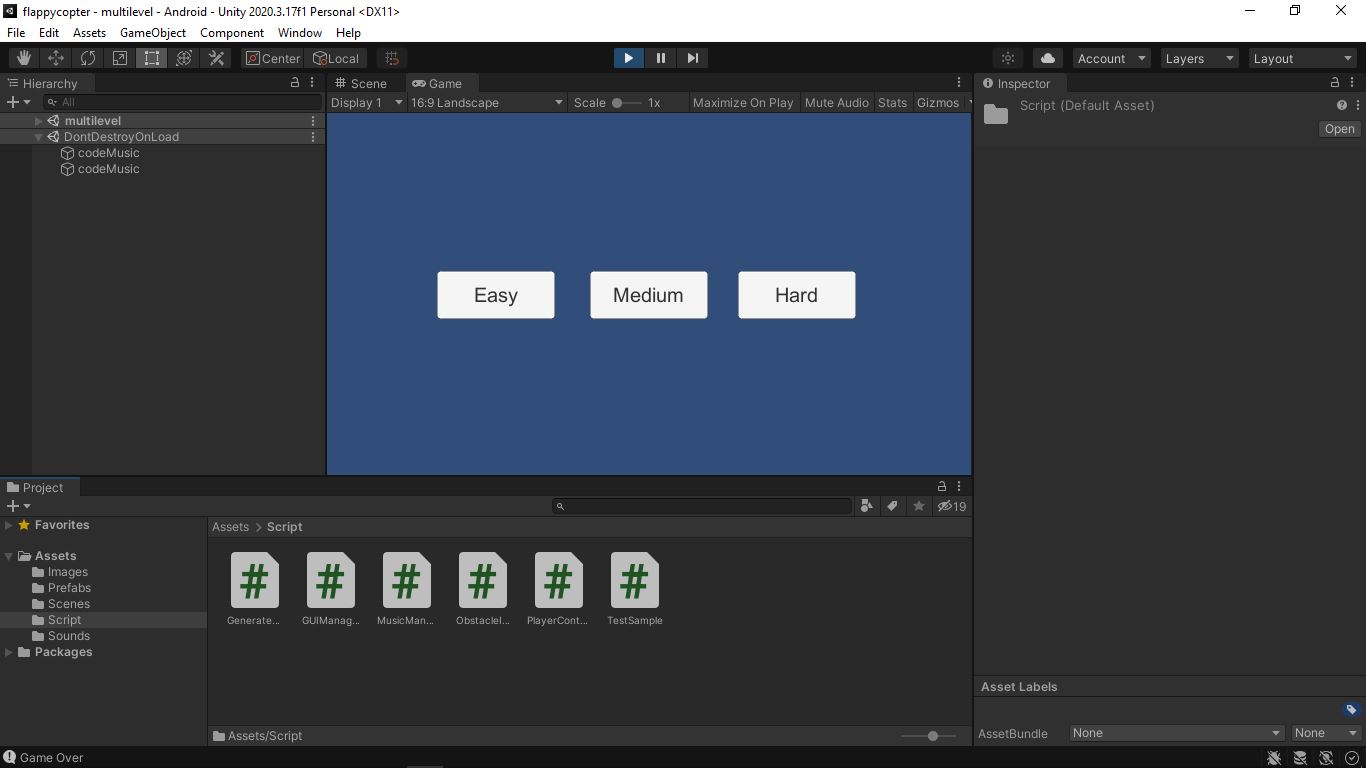 flappycopter - multilevel - Android - Unity 2020.3.17f1 Personal <DX11>
File Edit Assets GameObject Component Window Help
Center Local Account Layers Layout
Hierarchy
All
multilevel
DontDestroyOnLoad
codeMusic
codeMusic
Scene Game
Display 1 16:9 Landscape Scale 1x Maximize On Play Mute Audio Stats Gizmos
Easy Medium Hard
Inspector
Script (Default Asset)
Open
Project
19
Favorites
Assets
Images
Prefabs
Scenes
Script
Sounds
Packages
Assets > Script
Generate... GUIManag... MusicMan... ObstacleI... PlayerCont... TestSample
Assets/Script
Asset Labels
AssetBundle None None
Game Over